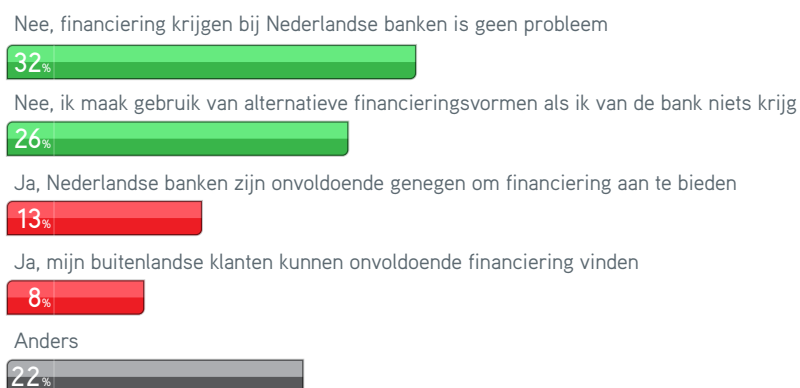 Nee, financiering krijgen bij Nederlandse banken is geen probleem
32%
Nee, ik maak gebruik van alternatieve financieringsvormen als ik van de bank niets krijg
26%
Ja, Nederlandse banken zijn onvoldoende genegen om financiering aan te bieden
13%
Ja, mijn buitenlandse klanten kunnen onvoldoende financiering vinden
8%
Anders
22%